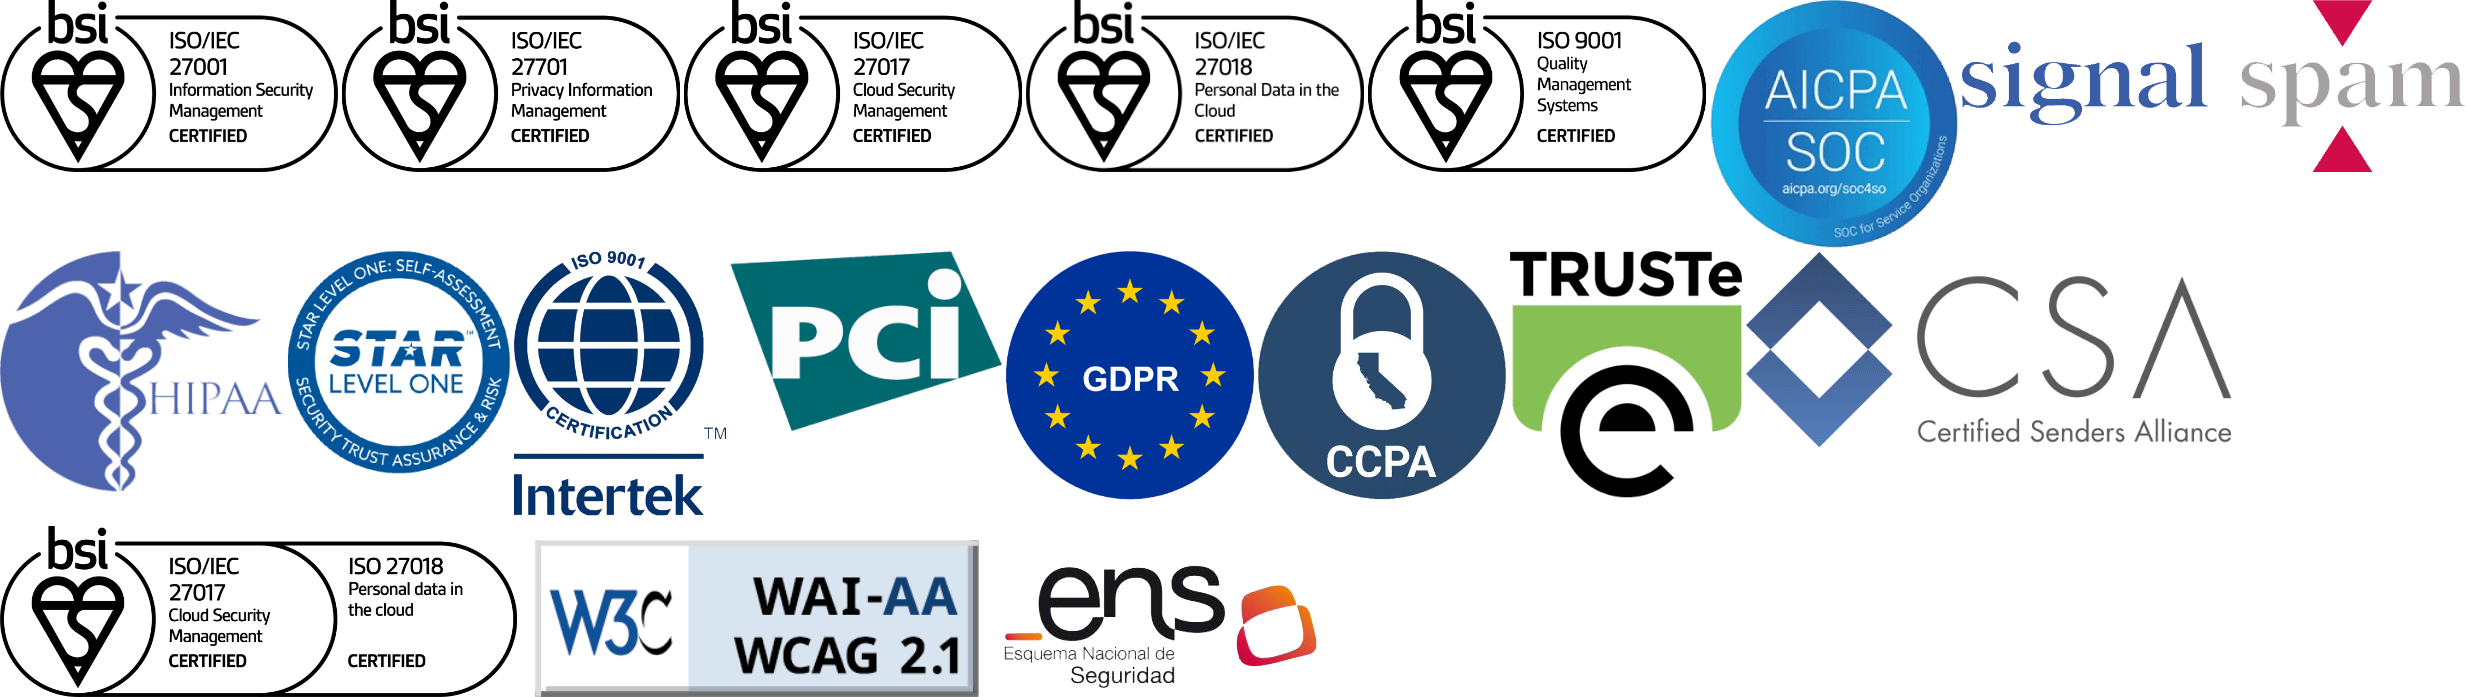 bsi
ISO/IEC
27001
Information Security
Management
CERTIFIED
bsi
ISO/IEC
27701
Privacy Information
Management
CERTIFIED
bsi
ISO/IEC
27017
Cloud Security
Management
CERTIFIED
bsi
ISO/IEC
27018
Personal Data in the
Cloud
CERTIFIED
bsi
ISO 9001
Quality
Management
Systems
CERTIFIED
AICPA
SOC
aicpa.org/soc4so
SOC for Service Organizations
signal spam
HIPAA
STAR LEVEL ONE: SELF-ASSESSMENT
STAR™
LEVEL ONE
SECURITY TRUST ASSURANCE & RISK
ISO 9001
CERTIFICATION
TM
Intertek
PCi
GDPR
CCPA
TRUSTe
e
CSA
Certified Senders Alliance
bsi
ISO/IEC
27017
Cloud Security
Management
CERTIFIED
ISO 27018
Personal data in
the cloud
CERTIFIED
W3C
WAI-AA
WCAG 2.1
ens
Esquema Nacional de
Seguridad